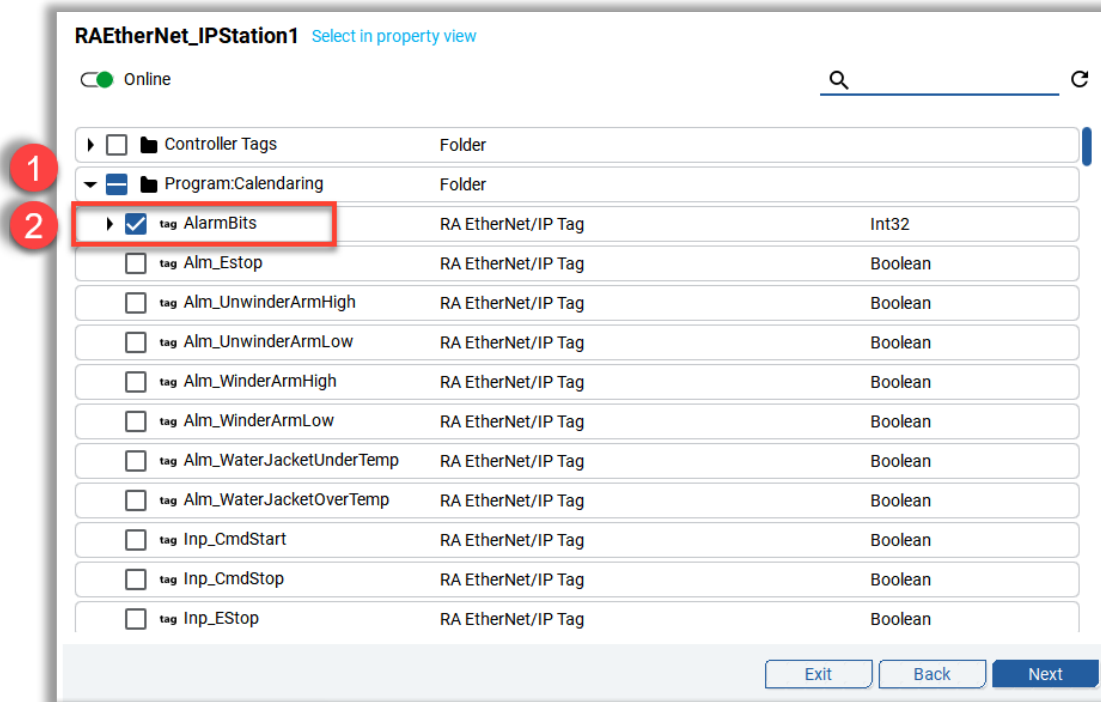 RAEtherNet_IPStation1 Select in property view
Online
Controller Tags Folder
1
Program:Calendaring Folder
2
tag AlarmBits RA EtherNet/IP Tag Int32
tag Alm_Estop RA EtherNet/IP Tag Boolean
tag Alm_UnwinderArmHigh RA EtherNet/IP Tag Boolean
tag Alm_UnwinderArmLow RA EtherNet/IP Tag Boolean
tag Alm_WinderArmHigh RA EtherNet/IP Tag Boolean
tag Alm_WinderArmLow RA EtherNet/IP Tag Boolean
tag Alm_WaterJacketUnderTemp RA EtherNet/IP Tag Boolean
tag Alm_WaterJacketOverTemp RA EtherNet/IP Tag Boolean
tag Inp_CmdStart RA EtherNet/IP Tag Boolean
tag Inp_CmdStop RA EtherNet/IP Tag Boolean
tag Inp_EStop RA EtherNet/IP Tag Boolean
Exit Back Next